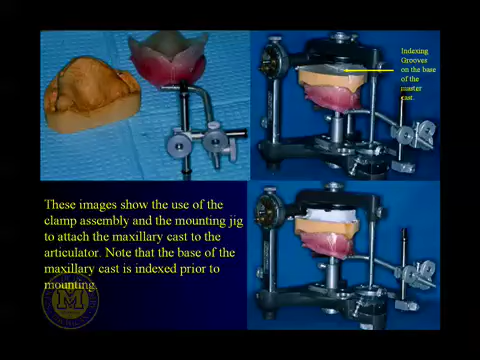 Indexing
Grooves
on the base
of the
master
cast.
These images show the use of the
clamp assembly and the mounting jig
to attach the maxillary cast to the
articulator. Note that the base of the
maxillary cast is indexed prior to
mounting.
M